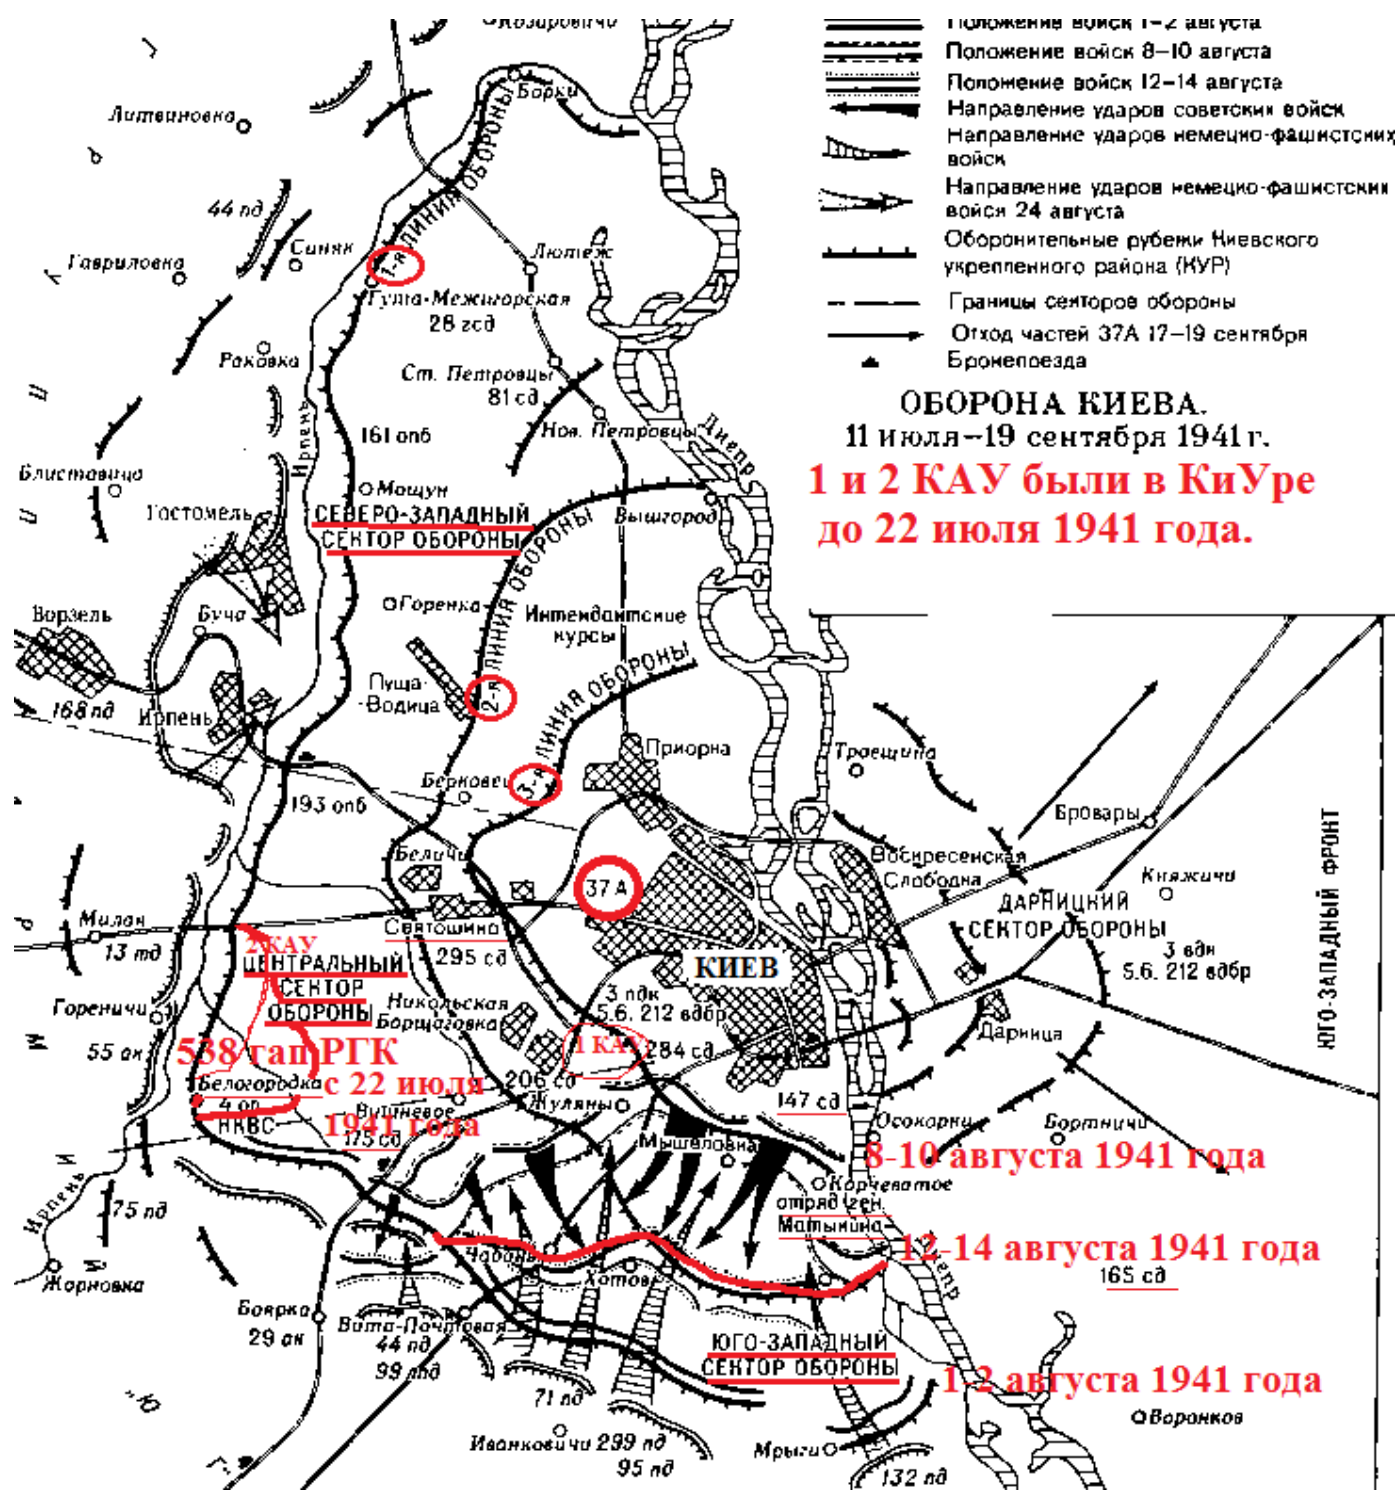 Козаровичи
Положение войск 1–2 августа
Положение войск 8–10 августа
Положение войск 12–14 августа
Направление ударов советских войск
Направление ударов немецко-фашистских
войск
Направление ударов немецко-фашистских
войск 24 августа
Оборонительные рубежи Киевского
укрепленного района (КУР)
Границы секторов обороны
Отход частей 37А 17–19 сентября
Бронепоезда
ОБОРОНА КИЕВА.
11 июля–19 сентября 1941г.
1 и 2 КАУ были в КиУре
до 22 июля 1941 года.
Борки
Литвиновка
1-я ЛИНИЯ ОБОРОНЫ
44 пд
Синяк
Гавриловка
Лютеж
Гута-Межигорская
28 гсд
Раковка
Ст. Петровцы
81 сд
Ирпень
161 опб
Нов. Петровцы
Днепр
Блиставича
Мощун
Гостомель
СЕВЕРО-ЗАПАДНЫЙ
СЕКТОР ОБОРОНЫ
Вышгород
2-я ЛИНИЯ ОБОРОНЫ
Ворзель
Буча
Горенка
Интендантские
курсы
3-я ЛИНИЯ ОБОРОНЫ
Пуща-
-Водица
168 пд
Ирпень
Приорка
Троещина
Берковец
193 опб
Бровары
Беличи
Воскресенская
Слободка
37 А
Княжичи
ДАРНИЦКИЙ
СЕКТОР ОБОРОНЫ
ЮГО-ЗАПАДНЫЙ ФРОНТ
Милая
13 тд
Святошино
295 сд
2 КАУ
ЦЕНТРАЛЬНЫЙ
СЕКТОР
ОБОРОНЫ
КИЕВ
3 вдк
5.6. 212 вдбр
Гореничи
Никольская
Борщаговка
3 пдк
5.6. 212 вдбр
Дарница
55 ак
538 гап РГК
1 КАУ
284 сд
Белогородка
с 22 июля
206 сд
4 оп
НКВС
Вишневое
1941 года
175 сд
Жуляны
147 сд
Осокорки
Бортничи
Мышеловка
8-10 августа 1941 года
Ирпень
75 пд
Корчеватое
отряд ген.
Матыкина
Чабаны
12-14 августа 1941 года
Днепр
165 сд
Жорновка
Хотов
Боярка
29 ак
Вита-Почтовая
44 пд
99 лпд
ЮГО-ЗАПАДНЫЙ
СЕКТОР ОБОРОНЫ
1-2 августа 1941 года
71 пд
Воронков
Иванковичи
299 пд
95 пд
Мрыги
132 пд